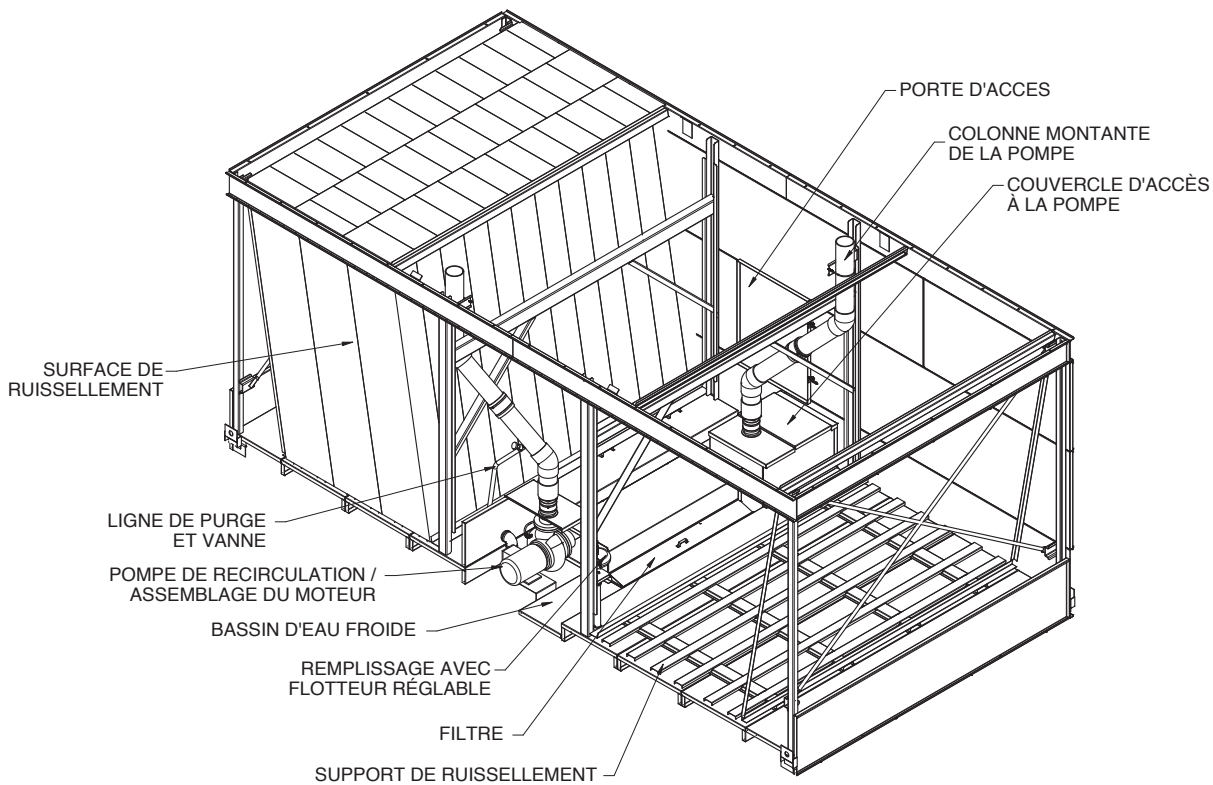 PORTE D'ACCES
COLONNE MONTANTE
DE LA POMPE
COUVERCLE D'ACCÈS
À LA POMPE
SURFACE DE
RUISSELLEMENT
LIGNE DE PURGE
ET VANNE
POMPE DE RECIRCULATION /
ASSEMBLAGE DU MOTEUR
BASSIN D'EAU FROIDE
REMPLISSAGE AVEC
FLOTTEUR RÉGLABLE
FILTRE
SUPPORT DE RUISSELLEMENT